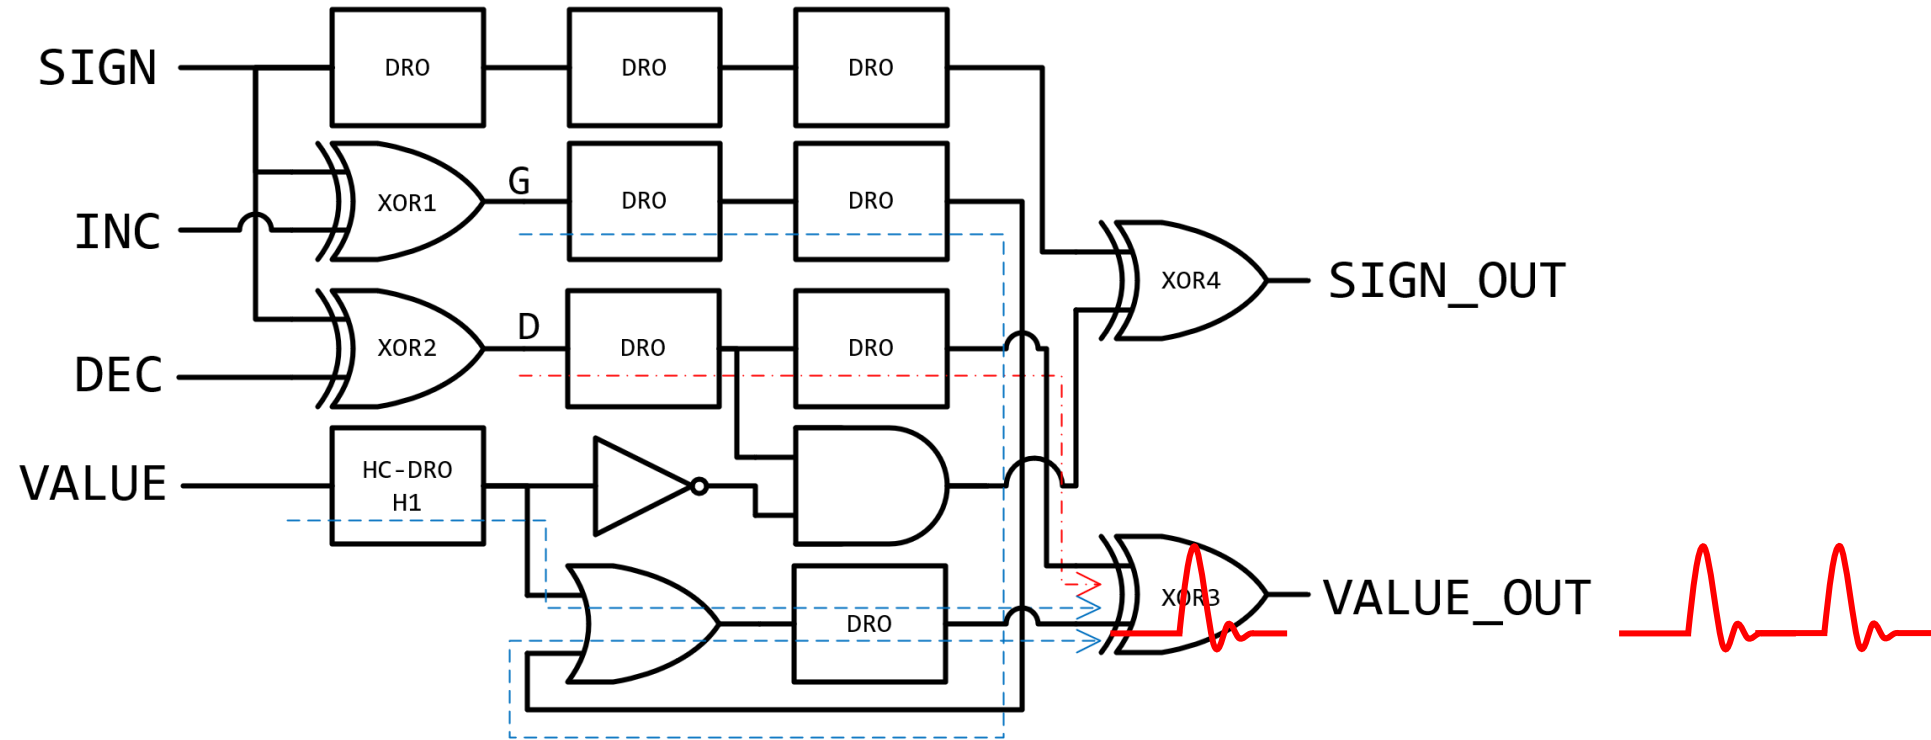 SIGN
DRO
DRO
DRO
INC
XOR1
G
DRO
DRO
XOR4
SIGN_OUT
DEC
XOR2
D
DRO
DRO
VALUE
HC-DRO
H1
DRO
XOR3
VALUE_OUT